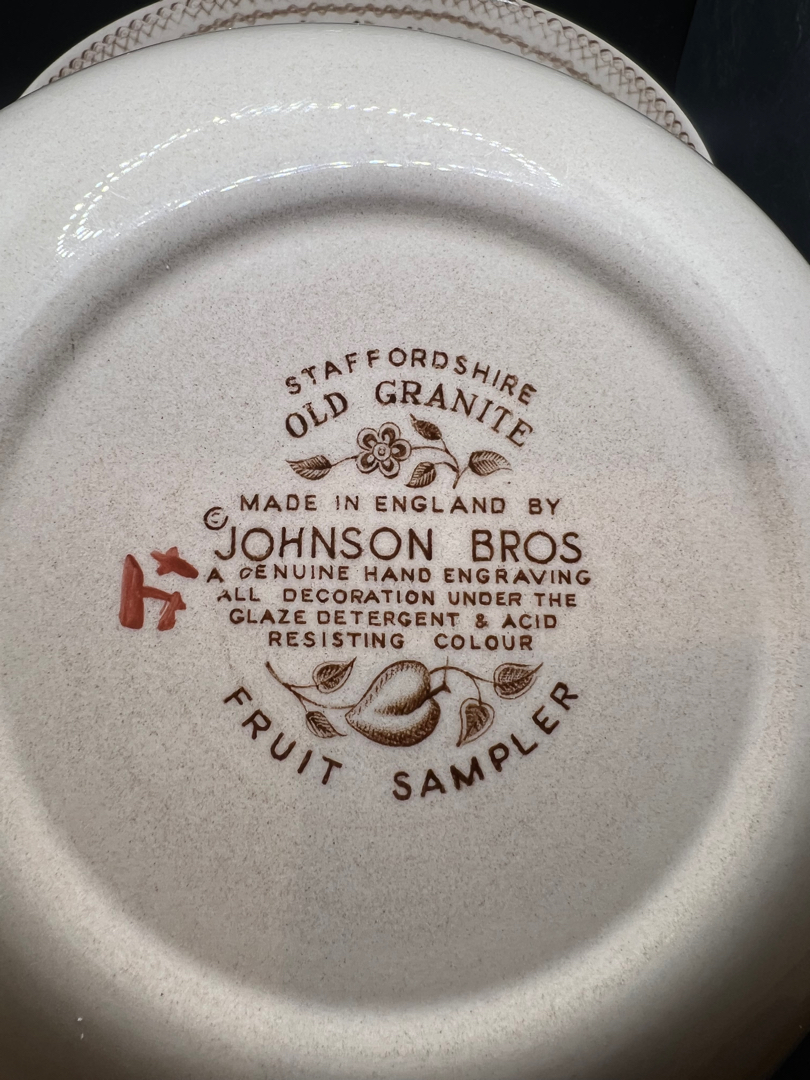 STAFFORDSHIRE
OLD GRANITE
MADE IN ENGLAND BY
© JOHNSON BROS
A GENUINE HAND ENGRAVING
ALL DECORATION UNDER THE
GLAZE DETERGENT & ACID
RESISTING COLOUR
FRUIT SAMPLER